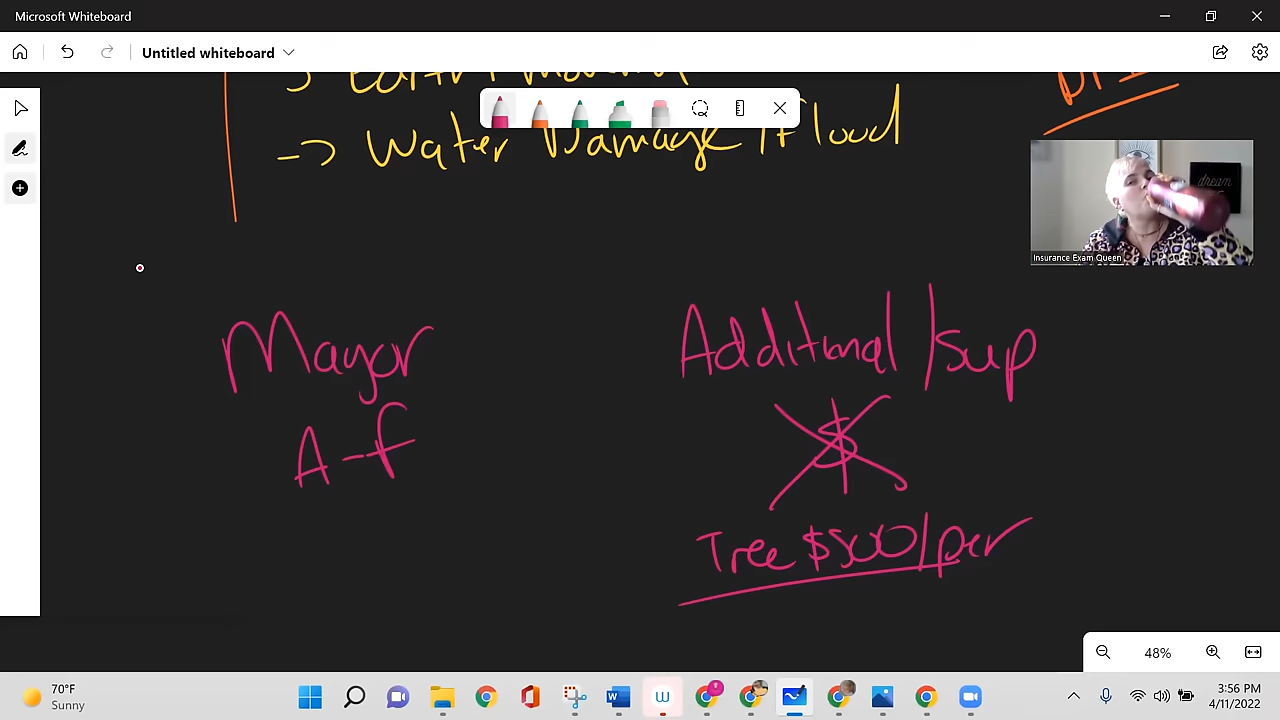 Microsoft Whiteboard
Untitled whiteboard
-> Water Damage / Flood
dream
Insurance Exam Queen
Mayor
A-f
Additional/sup
$
Tree $500/per
48%
70°F
Sunny
3:56 PM
4/11/2022